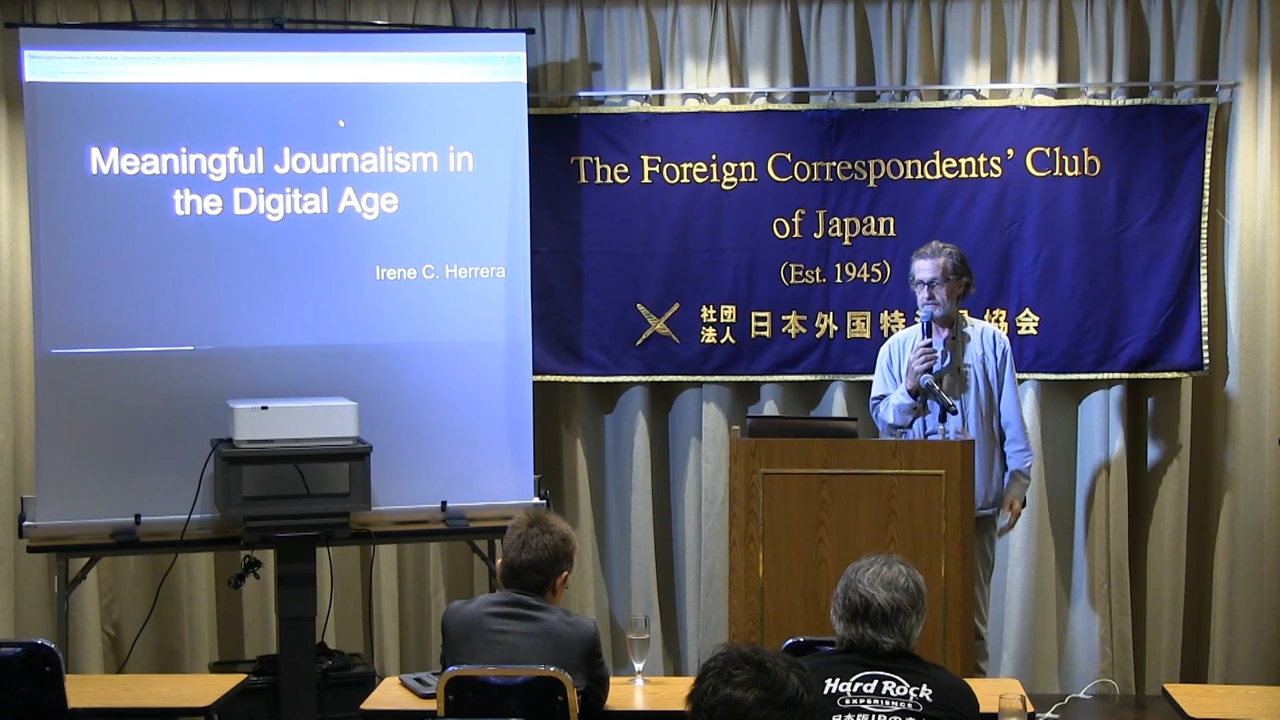 Meaningful Journalism in
the Digital Age
Irene C. Herrera
The Foreign Correspondents' Club
of Japan
(Est. 1945)
社団
法人
日本外国特 協会
Hard Rock
EXPERIENCE